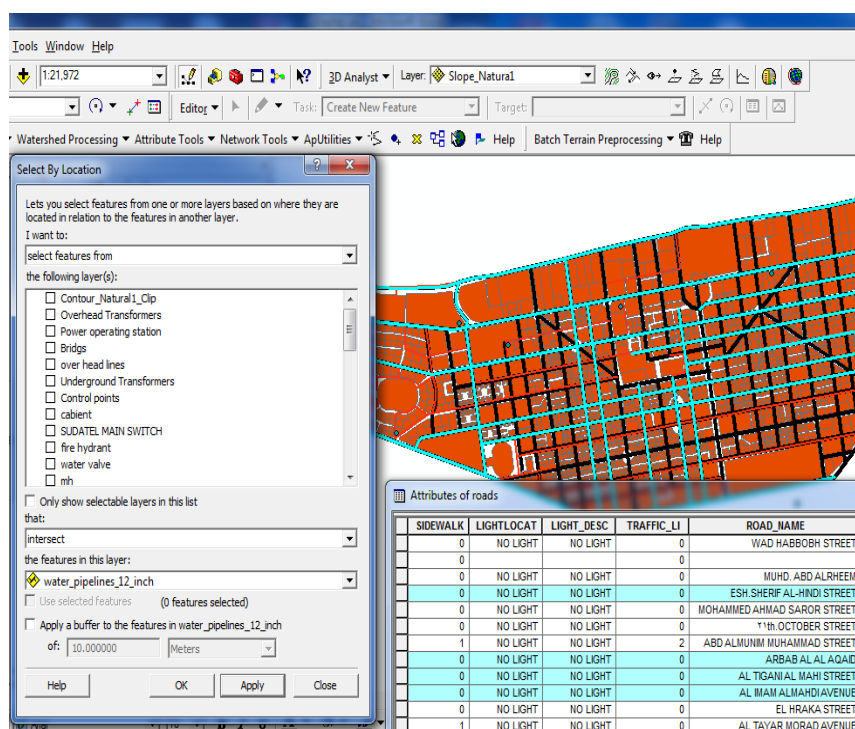 Tools Window Help
1:21,972 3D Analyst Layer: Slope_Natura1
Editor Task: Create New Feature Target:
Watershed Processing Attribute Tools Network Tools ApUtilities Help Batch Terrain Preprocessing Help
Select By Location
Lets you select features from one or more layers based on where they are
located in relation to the features in another layer.
I want to:
select features from
the following layer(s):
Contour_Natural1_Clip
Overhead Transformers
Power operating station
Bridgs
over head lines
Underground Transformers
Control points
cabient
SUDATEL MAIN SWITCH
fire hydrant
water valve
mh
Only show selectable layers in this list
that:
intersect
the features in this layer:
water_pipelines_12_inch
Use selected features (0 features selected)
Apply a buffer to the features in water_pipelines_12_inch
of: 10.000000 Meters
Help OK Apply Close
Attributes of roads
SIDEWALK LIGHTLOCAT LIGHT_DESC TRAFFIC_LI ROAD_NAME
0 NO LIGHT NO LIGHT 0 WAD HABBOBH STREET
0 0
0 NO LIGHT NO LIGHT 0 MUHD. ABD ALRHEEM
0 NO LIGHT NO LIGHT 0 ESH.SHERIF AL-HINDI STREET
0 NO LIGHT NO LIGHT 0 MOHAMMED AHMAD SAROR STREET
0 NO LIGHT NO LIGHT 0 ٢١th.OCTOBER STREET
1 NO LIGHT NO LIGHT 2 ABD ALMUNIM MUHAMMAD STREET
0 NO LIGHT NO LIGHT 0 ARBAB AL AL AQAID
0 NO LIGHT NO LIGHT 0 AL TIGANI AL MAHI STREET
0 NO LIGHT NO LIGHT 0 AL IMAM ALMAHDI AVENUE
0 NO LIGHT NO LIGHT 0 EL HRAKA STREET
1 NO LIGHT NO LIGHT 0 AL TAYAR MORAD AVENUE